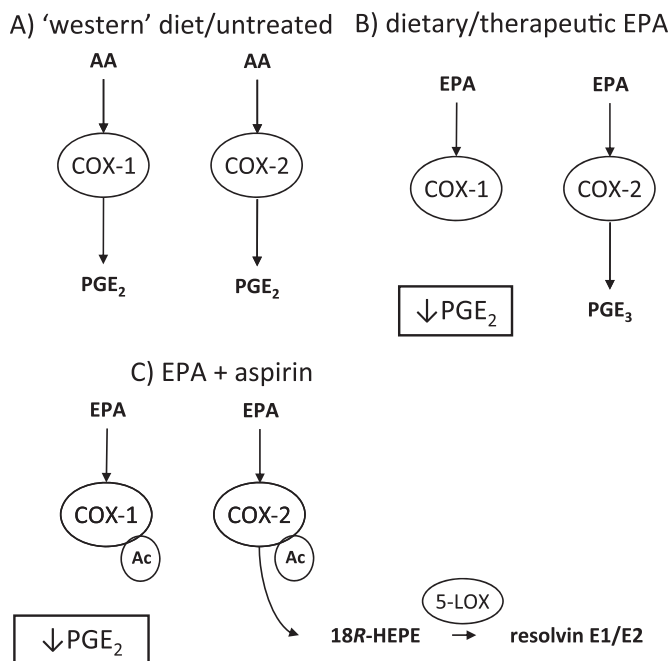 A) ‘western’ diet/untreated
AA AA
COX-1 COX-2
PGE₂ PGE₂
B) dietary/therapeutic EPA
EPA EPA
COX-1 COX-2
↓PGE₂
PGE₃
C) EPA + aspirin
EPA EPA
COX-1 COX-2
Ac Ac
5-LOX
↓PGE₂
18R-HEPE resolvin E1/E2